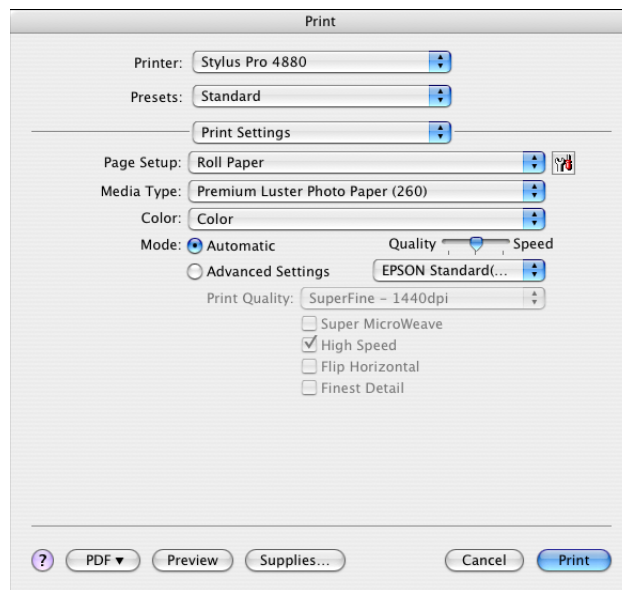 Print
Printer: Stylus Pro 4880
Presets: Standard
Print Settings
Page Setup: Roll Paper
Media Type: Premium Luster Photo Paper (260)
Color: Color
Mode: Automatic Quality Speed
Advanced Settings EPSON Standard(...
Print Quality: SuperFine – 1440dpi
Super MicroWeave
High Speed
Flip Horizontal
Finest Detail
? PDF ▼ Preview Supplies... Cancel Print